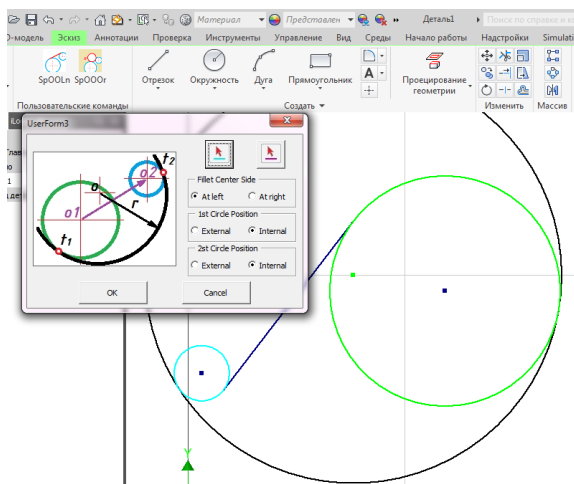 Материал
Представлен
Деталь1
Поиск по справке и к
D-модель Эскиз Аннотации Проверка Инструменты Управление Вид Среды Начало работы Надстройки Simulati
SpOOLn SpOOOr Отрезок Окружность Дуга Прямоугольник Проецирование геометрии
A
Пользовательские команды Создать Изменить Массив
UserForm3
o1
o2
o
r
t1
t2
Fillet Center Side
At left At right
1st Circle Position
External Internal
2st Circle Position
External Internal
OK Cancel